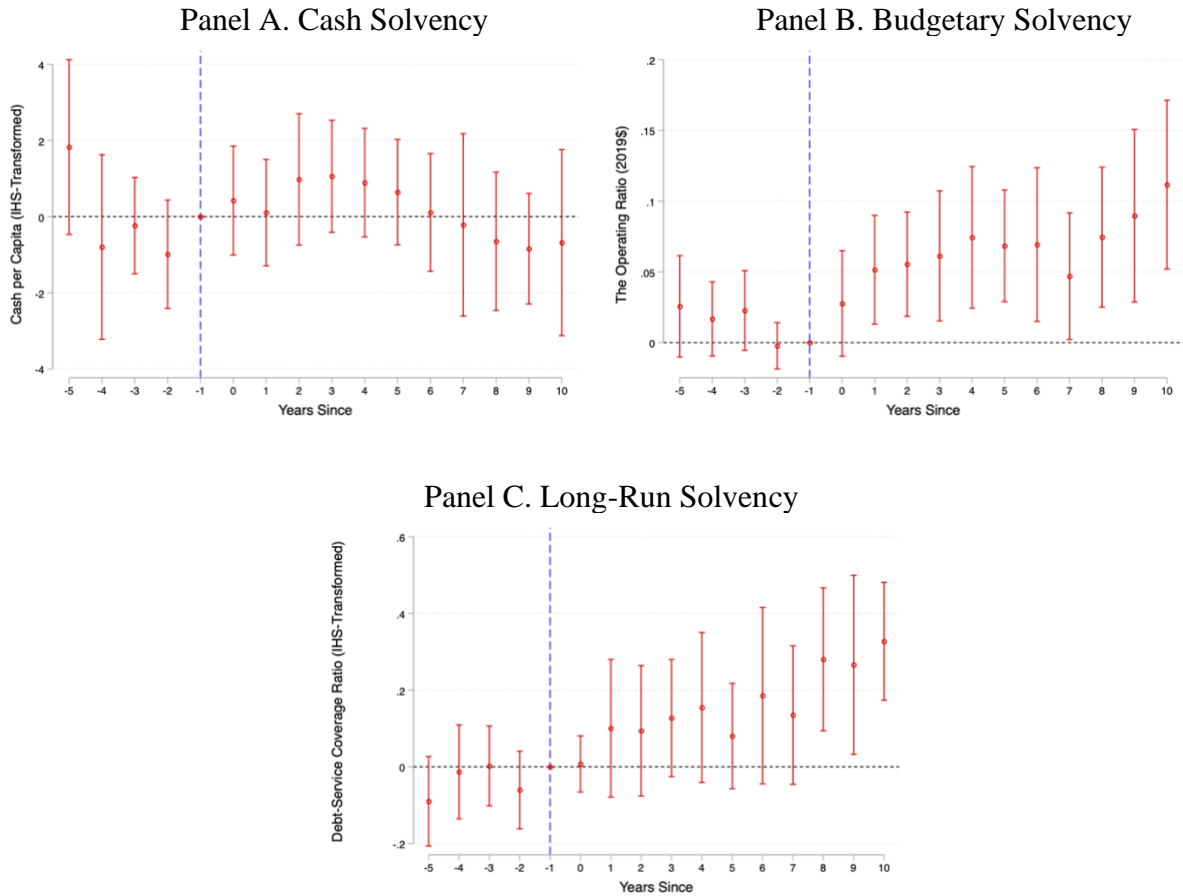 Panel A. Cash Solvency
Cash per Capita (IHS-Transformed)
4
2
0
-2
-4
-5 -4 -3 -2 -1 0 1 2 3 4 5 6 7 8 9 10
Years Since
Panel B. Budgetary Solvency
The Operating Ratio (2019$)
.2
.15
.1
.05
0
-5 -4 -3 -2 -1 0 1 2 3 4 5 6 7 8 9 10
Years Since
Panel C. Long-Run Solvency
Debt-Service Coverage Ratio (IHS-Transformed)
.6
.4
.2
0
-.2
-5 -4 -3 -2 -1 0 1 2 3 4 5 6 7 8 9 10
Years Since